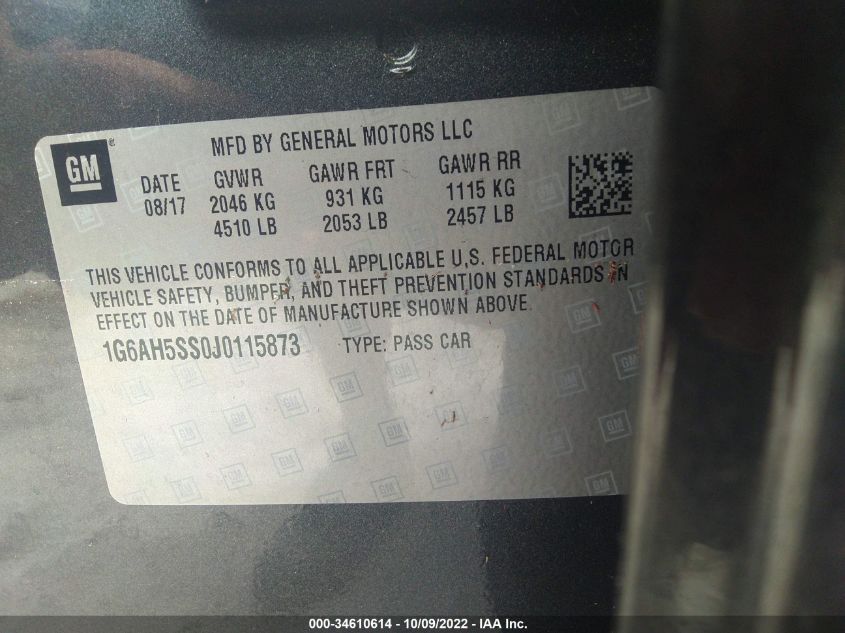 GM
MFD BY GENERAL MOTORS LLC
DATE GVWR GAWR FRT GAWR RR
08/17 2046 KG 931 KG 1115 KG
4510 LB 2053 LB 2457 LB
THIS VEHICLE CONFORMS TO ALL APPLICABLE U.S. FEDERAL MOTOR
VEHICLE SAFETY, BUMPER, AND THEFT PREVENTION STANDARDS IN
EFFECT ON THE DATE OF MANUFACTURE SHOWN ABOVE.
1G6AH5SS0J0115873 TYPE: PASS CAR
000-34610614 - 10/09/2022 - IAA Inc.